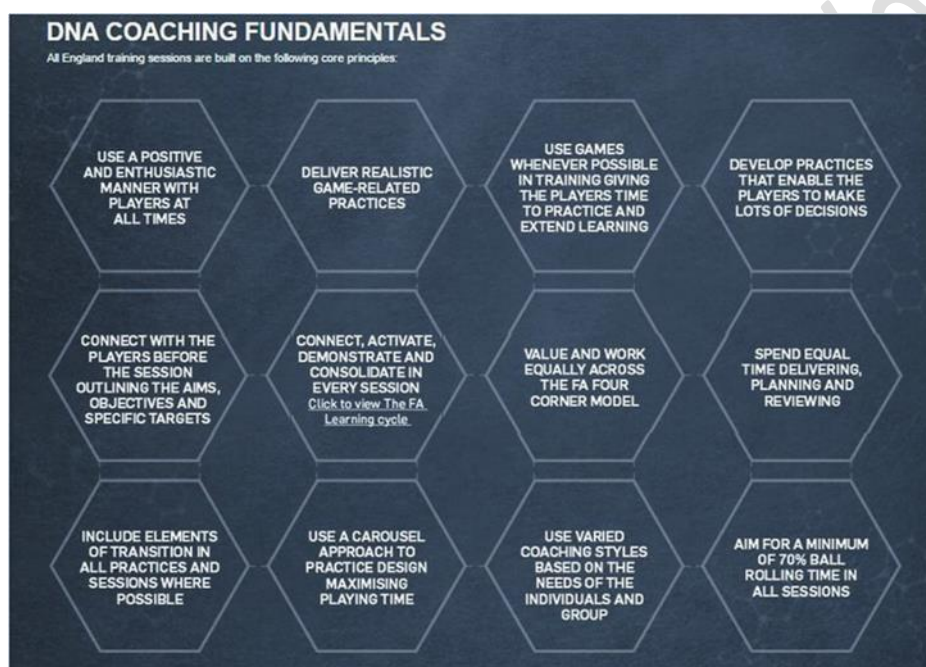 DNA COACHING FUNDAMENTALS
All England training sessions are built on the following core principles:
USE A POSITIVE
AND ENTHUSIASTIC
MANNER WITH
PLAYERS AT
ALL TIMES
DELIVER REALISTIC
GAME-RELATED
PRACTICES
USE GAMES
WHENEVER POSSIBLE
IN TRAINING GIVING
THE PLAYERS TIME
TO PRACTICE AND
EXTEND LEARNING
DEVELOP PRACTICES
THAT ENABLE THE
PLAYERS TO MAKE
LOTS OF DECISIONS
CONNECT WITH THE
PLAYERS BEFORE
THE SESSION
OUTLINING THE AIMS,
OBJECTIVES AND
SPECIFIC TARGETS
CONNECT, ACTIVATE,
DEMONSTRATE AND
CONSOLIDATE IN
EVERY SESSION
Click to view The FA
Learning cycle
VALUE AND WORK
EQUALLY ACROSS
THE FA FOUR
CORNER MODEL
SPEND EQUAL
TIME DELIVERING,
PLANNING AND
REVIEWING
INCLUDE ELEMENTS
OF TRANSITION IN
ALL PRACTICES AND
SESSIONS WHERE
POSSIBLE
USE A CAROUSEL
APPROACH TO
PRACTICE DESIGN
MAXIMISING
PLAYING TIME
USE VARIED
COACHING STYLES
BASED ON THE
NEEDS OF THE
INDIVIDUALS AND
GROUP
AIM FOR A MINIMUM
OF 70% BALL
ROLLING TIME IN
ALL SESSIONS